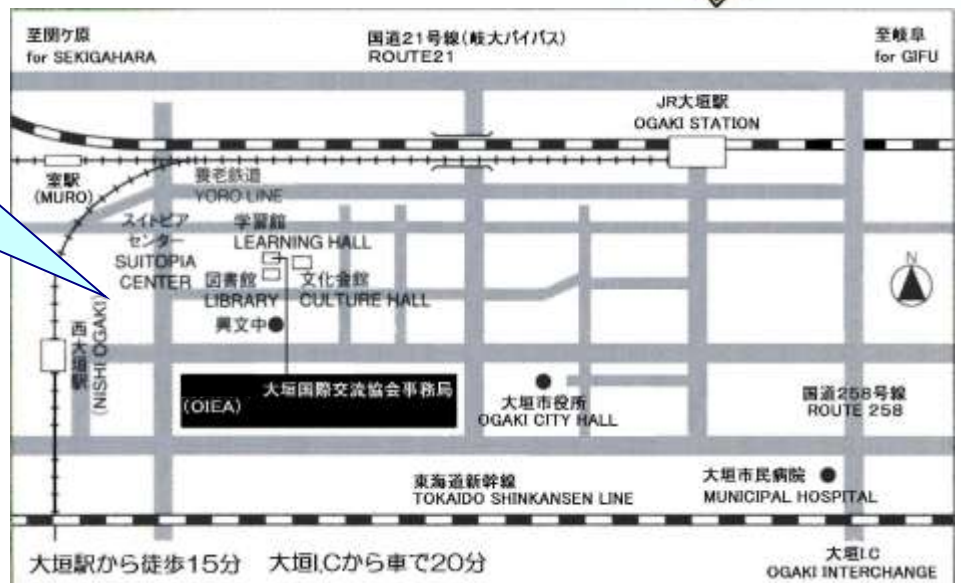 至関ケ原
for SEKIGAHARA
国道21号線(岐大バイパス)
ROUTE21
至岐阜
for GIFU
JR大垣駅
OGAKI STATION
室駅
(MURO)
養老鉄道
YORO LINE
スイトピア
センター
SUITOPIA
CENTER
学習館
LEARNING HALL
図書館
LIBRARY
文化会館
CULTURE HALL
N
興文中
西大垣駅
(NISHI OGAKI)
大垣国際交流協会事務局
(OIEA)
大垣市役所
OGAKI CITY HALL
国道258号線
ROUTE 258
東海道新幹線
TOKAIDO SHINKANSEN LINE
大垣市民病院
MUNICIPAL HOSPITAL
大垣駅から徒歩15分 大垣I,Cから車で20分
大垣I.C
OGAKI INTERCHANGE